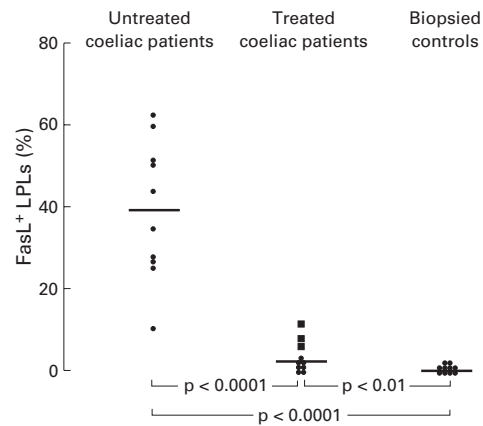 Untreated coeliac patients
Treated coeliac patients
Biopsied controls
FasL+ LPLs (%)
80
60
40
20
0
p < 0.0001
p < 0.01
p < 0.0001